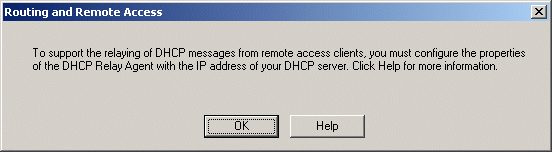 Routing and Remote Access
To support the relaying of DHCP messages from remote access clients, you must configure the properties
of the DHCP Relay Agent with the IP address of your DHCP server. Click Help for more information.
OK
Help